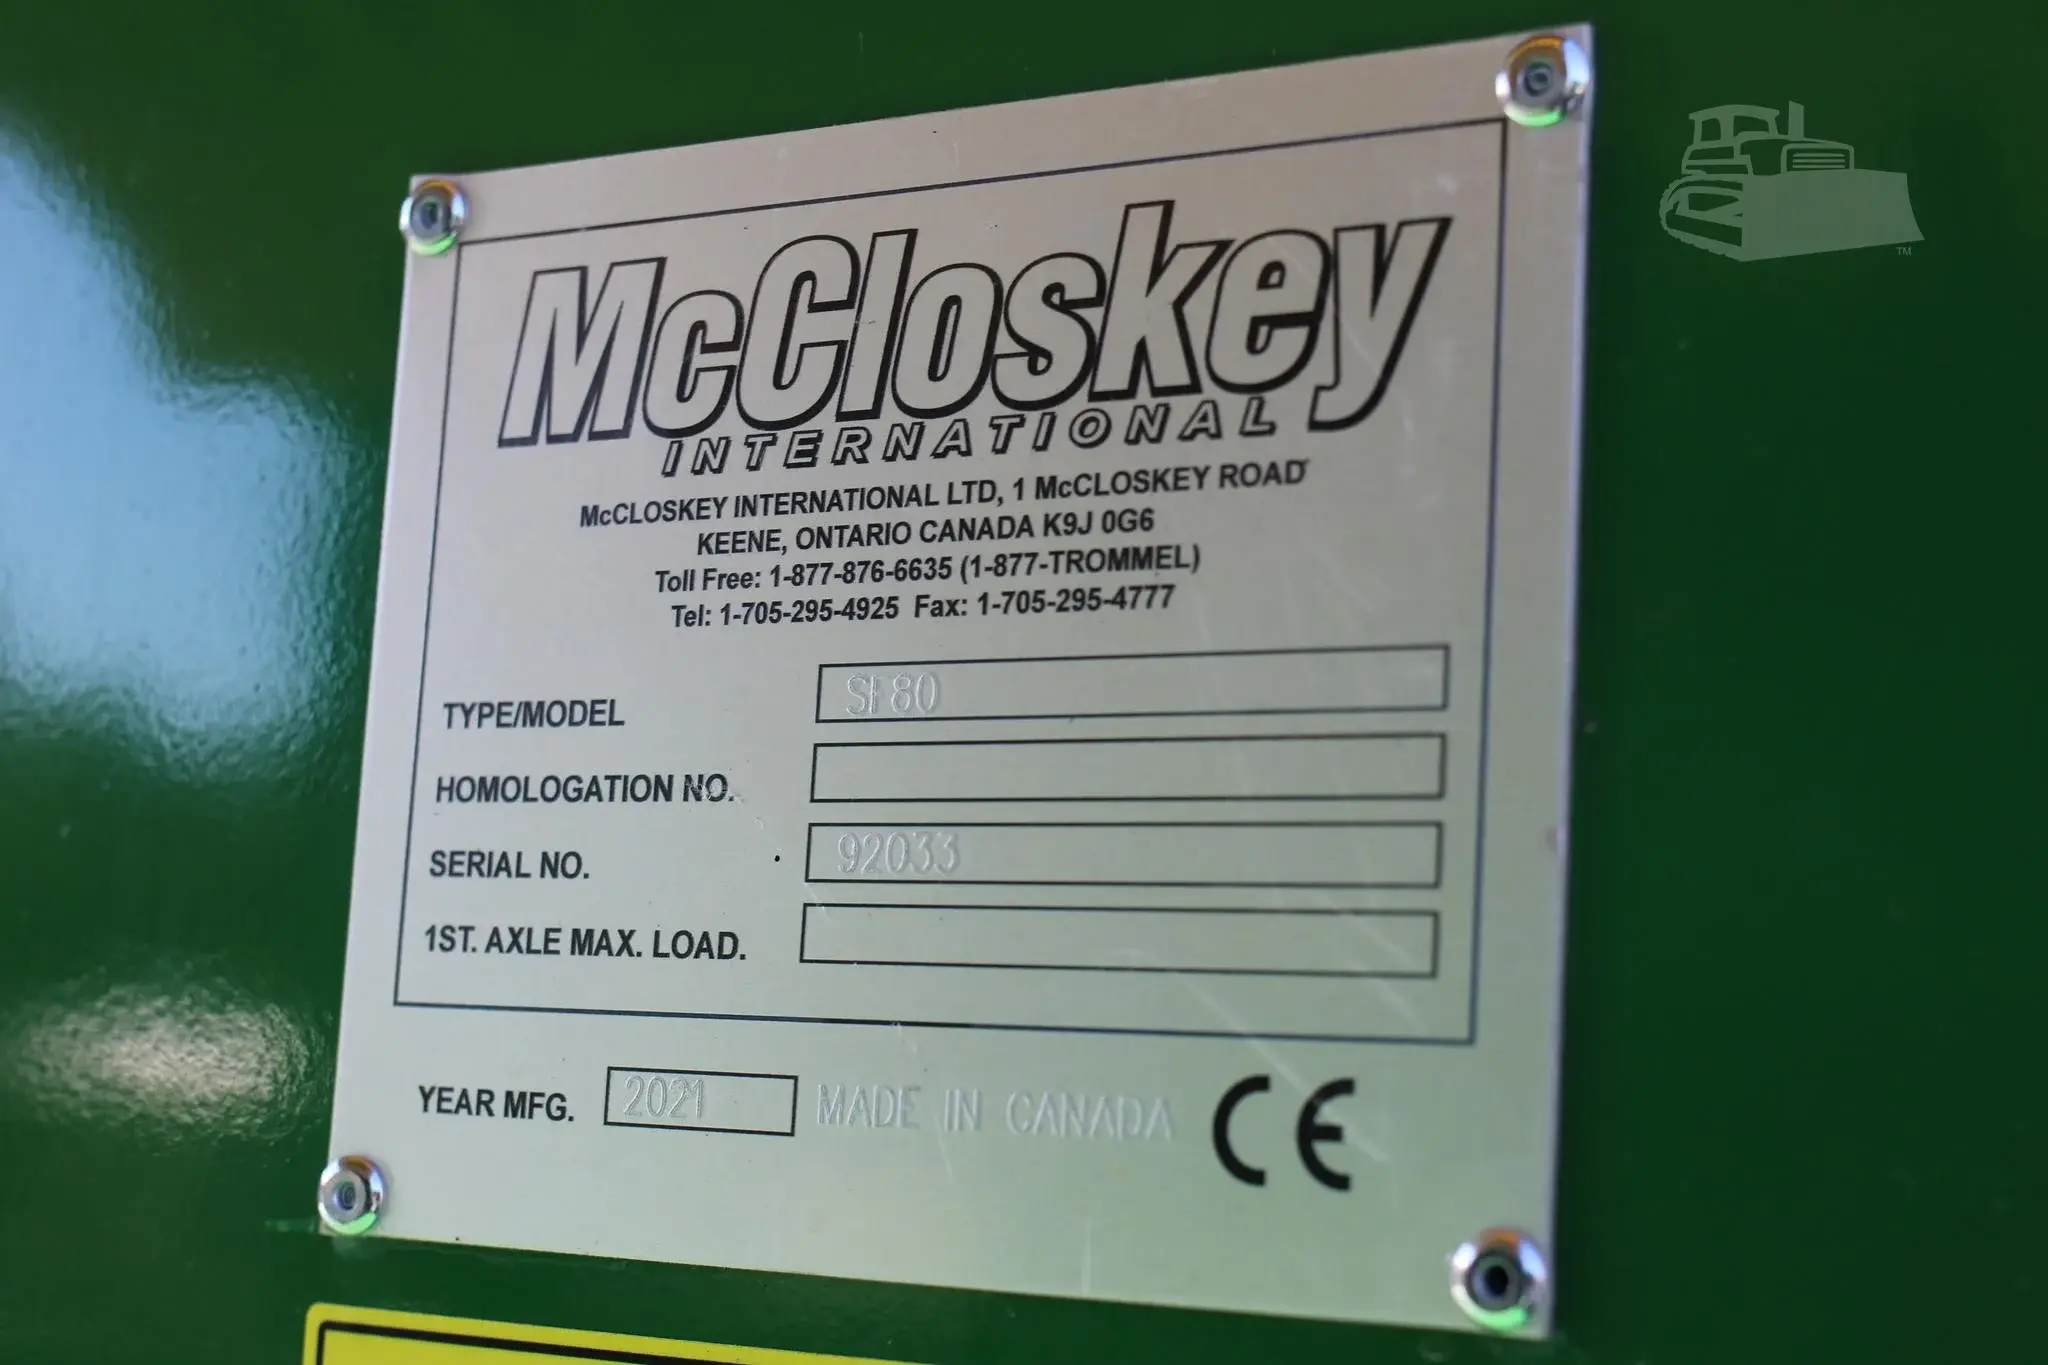 McCloskey
INTERNATIONAL
McCLOSKEY INTERNATIONAL LTD, 1 McCLOSKEY ROAD
KEENE, ONTARIO CANADA K9J 0G6
Toll Free: 1-877-876-6635 (1-877-TROMMEL)
Tel: 1-705-295-4925 Fax: 1-705-295-4777
TYPE/MODEL SF80
HOMOLOGATION NO.
SERIAL NO. 92033
1ST. AXLE MAX. LOAD.
YEAR MFG. 2021 MADE IN CANADA CE
TM